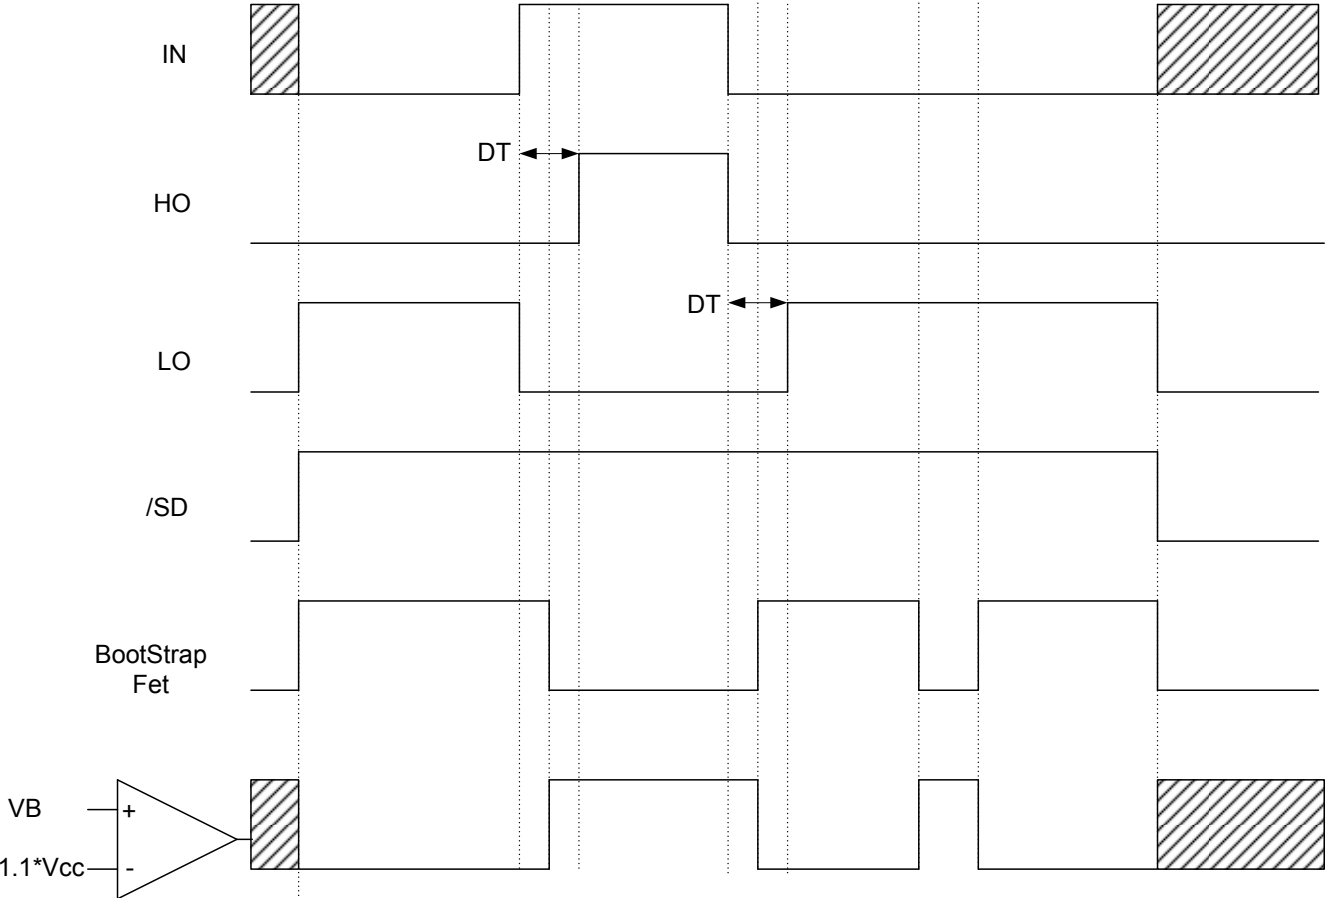 IN
DT
HO
DT
LO
/SD
BootStrap
Fet
VB
+
1.1*Vcc
-